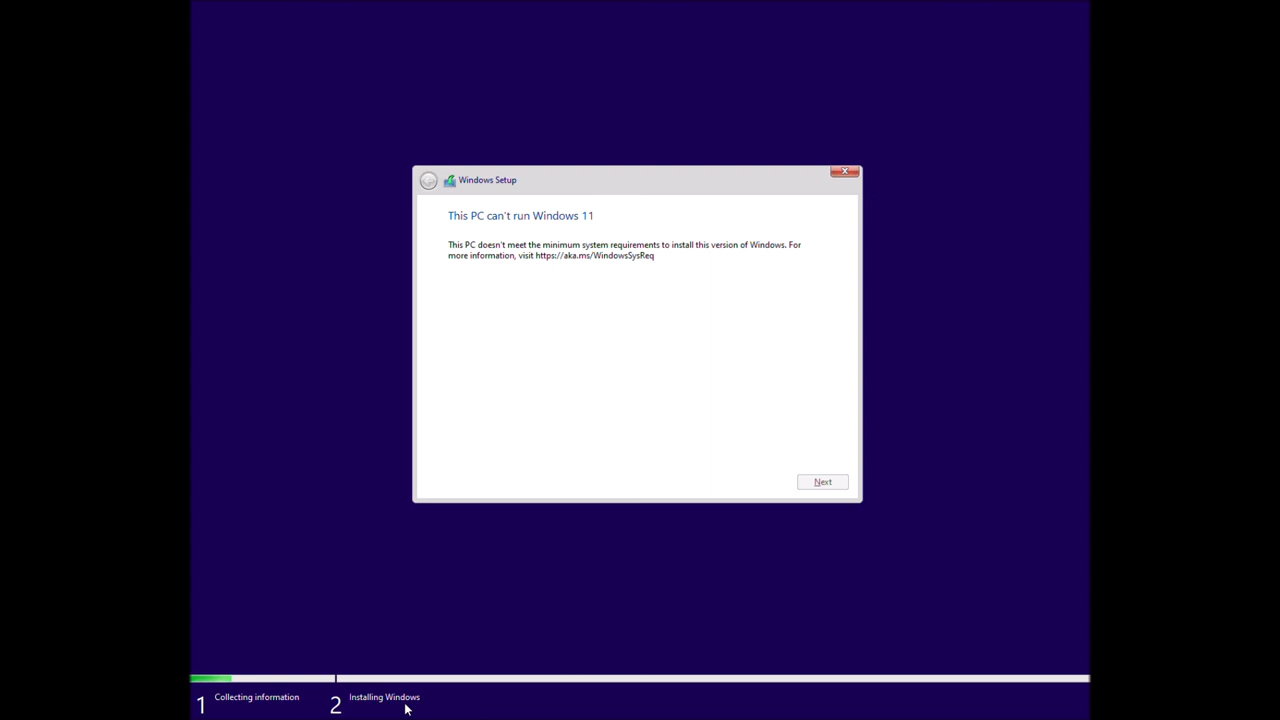 Windows Setup
This PC can't run Windows 11
This PC doesn't meet the minimum system requirements to install this version of Windows. For
more information, visit https://aka.ms/WindowsSysReq
Next
1 Collecting information
2 Installing Windows